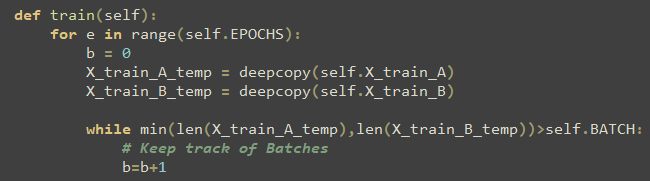 def train(self):
    for e in range(self.EPOCHS):
        b = 0
        X_train_A_temp = deepcopy(self.X_train_A)
        X_train_B_temp = deepcopy(self.X_train_B)

        while min(len(X_train_A_temp),len(X_train_B_temp))>self.BATCH:
            # Keep track of Batches
            b=b+1